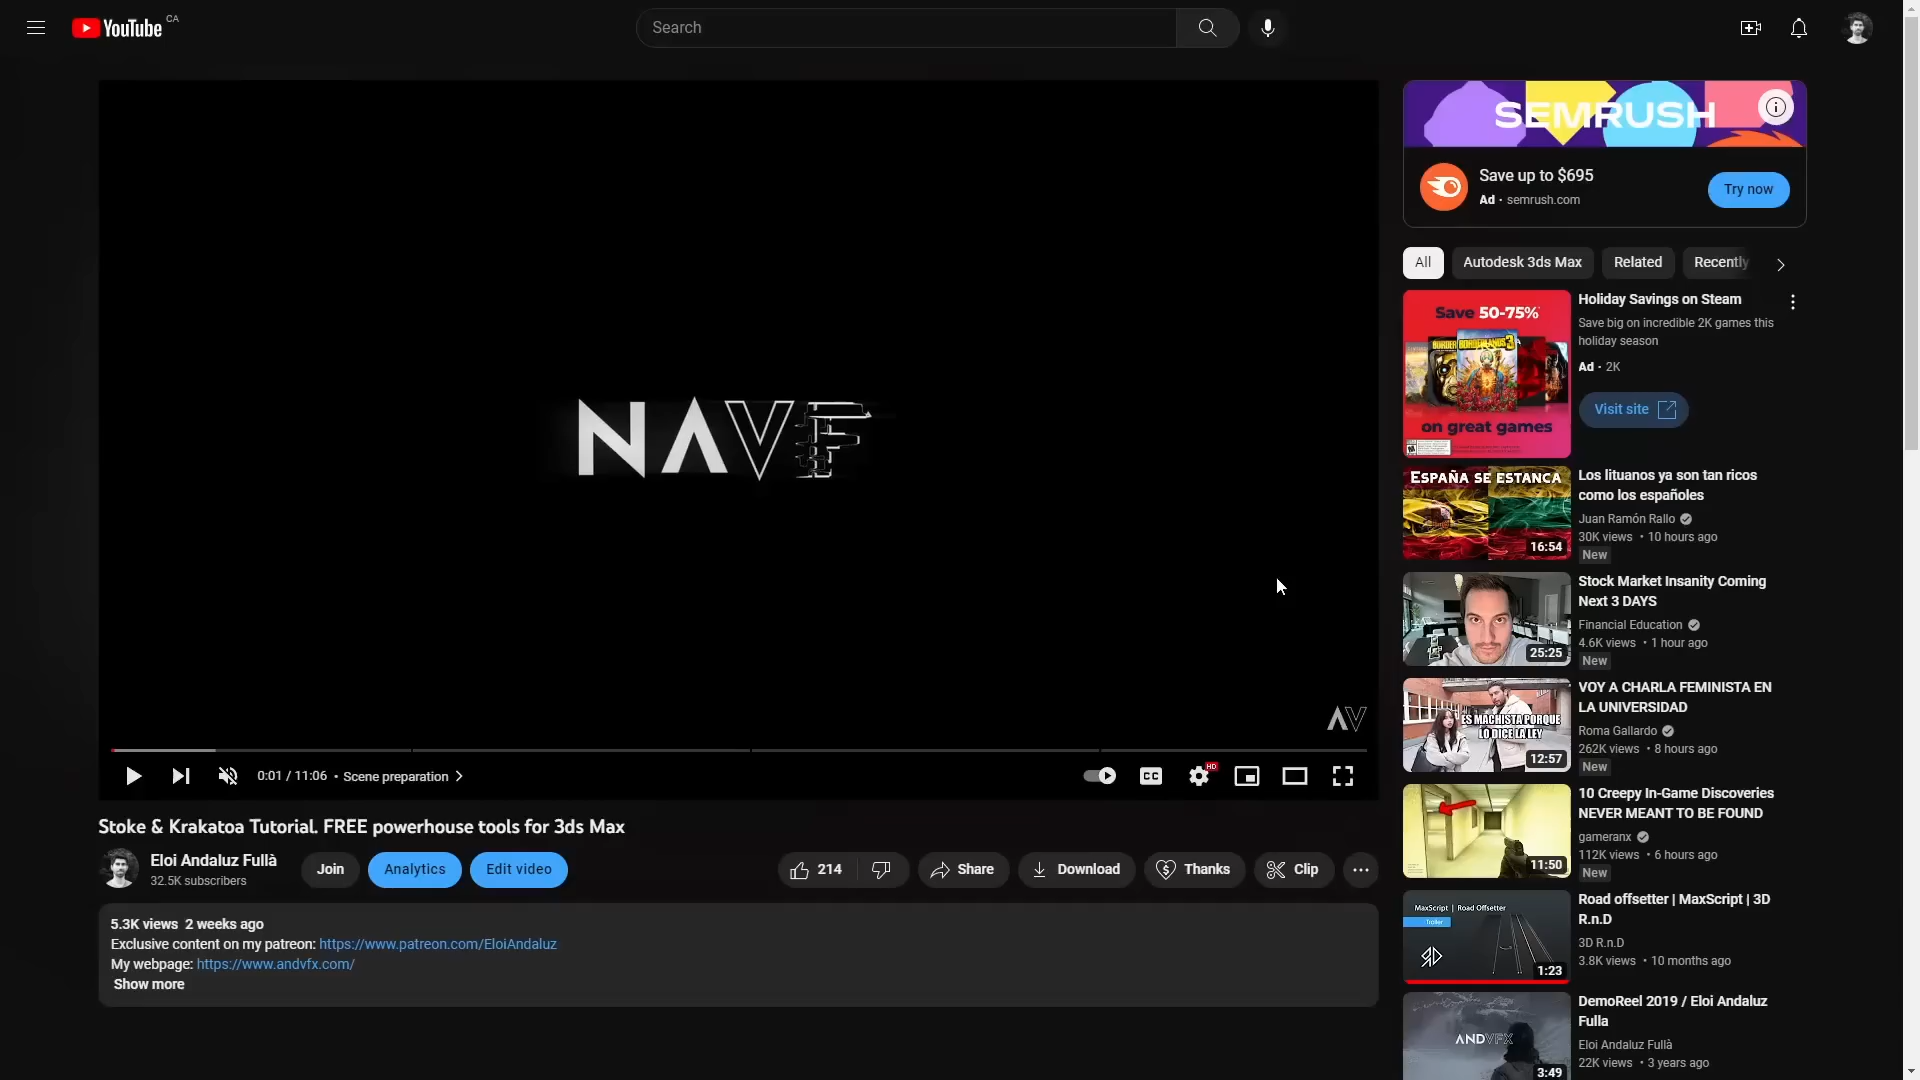 YouTube CA
Search
NAVF
AV
0:01 / 11:06 • Scene preparation
CC
HD
Stoke & Krakatoa Tutorial. FREE powerhouse tools for 3ds Max
Eloi Andaluz Fullà
32.5K subscribers
Join
Analytics
Edit video
214
Share
Download
Thanks
Clip
5.3K views 2 weeks ago
Exclusive content on my patreon: https://www.patreon.com/EloiAndaluz
My webpage: https://www.andvfx.com/
Show more
SEMRUSH
Save up to $695
Ad • semrush.com
Try now
All
Autodesk 3ds Max
Related
Recently
Save 50-75%
BORDERLANDS 3
on great games
Holiday Savings on Steam
Save big on incredible 2K games this
holiday season
Ad • 2K
Visit site
ESPAÑA SE ESTANCA
16:54
Los lituanos ya son tan ricos
como los españoles
Juan Ramón Rallo
30K views • 10 hours ago
New
25:25
Stock Market Insanity Coming
Next 3 DAYS
Financial Education
4.6K views • 1 hour ago
New
ES MACHISTA PORQUE
LO DICE LA LEY
12:57
VOY A CHARLA FEMINISTA EN
LA UNIVERSIDAD
Roma Gallardo
262K views • 8 hours ago
New
11:50
10 Creepy In-Game Discoveries
NEVER MEANT TO BE FOUND
gameranx
112K views • 6 hours ago
New
MaxScript | Road Offsetter
Trailer
1:23
Road offsetter | MaxScript | 3D
R.n.D
3D R.n.D
3.8K views • 10 months ago
ANDVFX
3:49
DemoReel 2019 / Eloi Andaluz
Fulla
Eloi Andaluz Fullà
22K views • 3 years ago